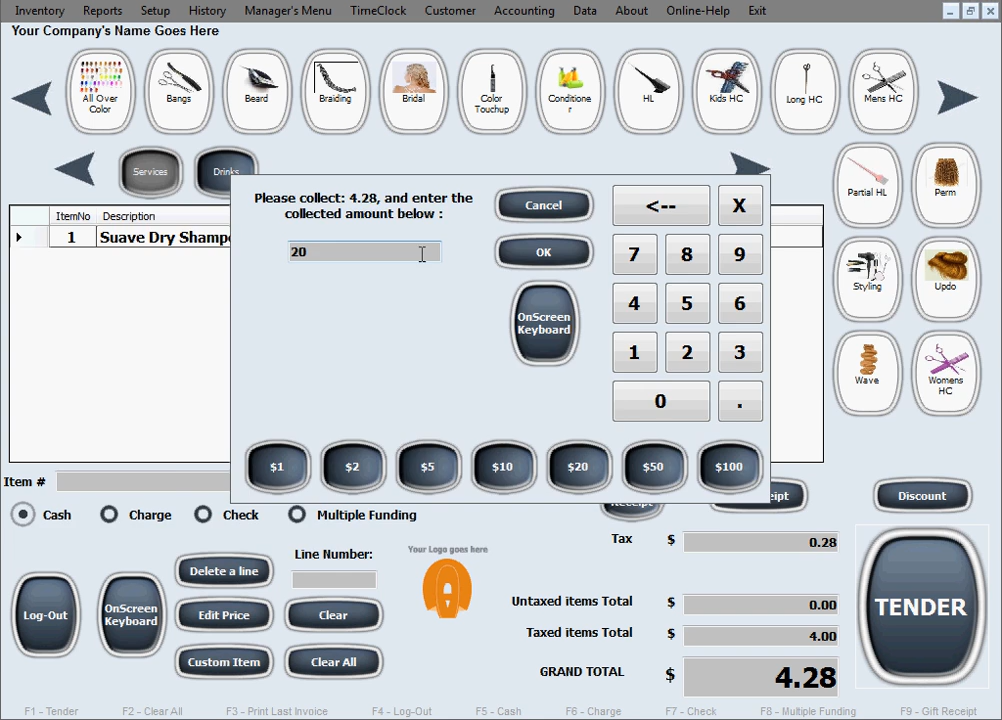 Inventory Reports Setup History Manager's Menu TimeClock Customer Accounting Data About Online-Help Exit
Your Company's Name Goes Here
All Over
Color
Bangs
Beard
Braiding
Bridal
Color
Touchup
Conditione
r
HL
Kids HC
Long HC
Mens HC
Services
Drinks
Partial HL
Perm
ItemNo Description
1 Suave Dry Shampo
Please collect: 4.28, and enter the
collected amount below :
20
Cancel
OK
OnScreen
Keyboard
<-- X
7 8 9
4 5 6
1 2 3
0 .
$1 $2 $5 $10 $20 $50 $100
Styling
Updo
Wave
Womens
HC
Item #
Receipt
eipt
Discount
Cash Charge Check Multiple Funding
Log-Out
OnScreen
Keyboard
Delete a line
Edit Price
Custom Item
Line Number:
Clear
Clear All
Your Logo goes here
Tax $ 0.28
Untaxed items Total $ 0.00
Taxed items Total $ 4.00
GRAND TOTAL $ 4.28
TENDER
F1 - Tender F2 - Clear All F3 - Print Last Invoice F4 - Log-Out F5 - Cash F6 - Charge F7 - Check F8 - Multiple Funding F9 - Gift Receipt